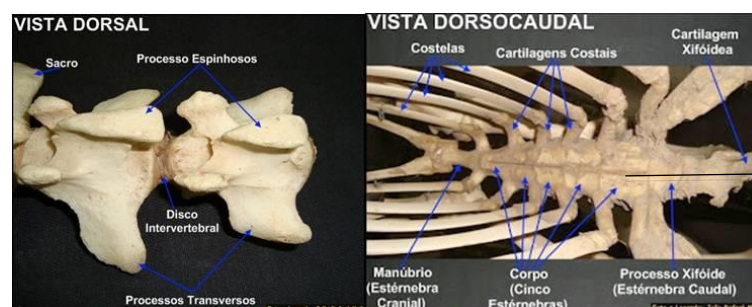 VISTA DORSAL
Sacro
Processo Espinhosos
Disco
Intervertebral
Processos Transversos
VISTA DORSOCAUDAL
Costelas
Cartilagens Costais
Cartilagem
Xifóidea
Manúbrio
(Estérnebra
Cranial)
Corpo
(Cinco
Estérnebras)
Processo Xifóide
(Estérnebra Caudal)